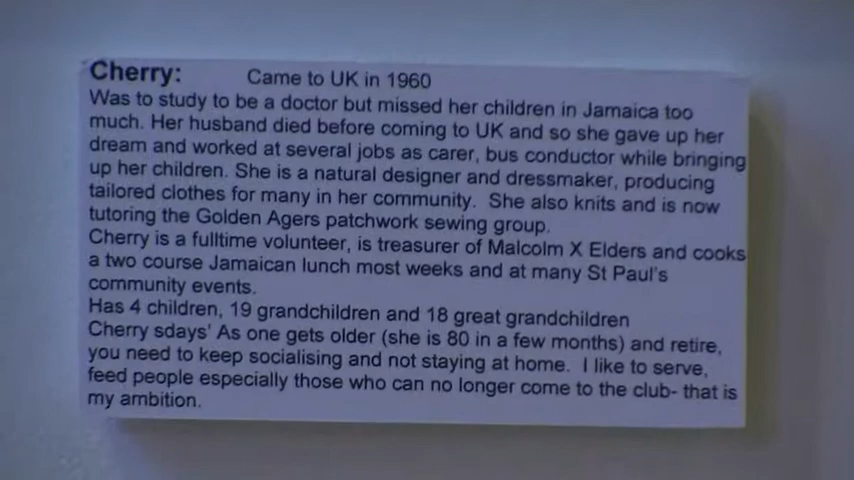 Cherry: Came to UK in 1960
Was to study to be a doctor but missed her children in Jamaica too
much. Her husband died before coming to UK and so she gave up her
dream and worked at several jobs as carer, bus conductor while bringing
up her children. She is a natural designer and dressmaker, producing
tailored clothes for many in her community. She also knits and is now
tutoring the Golden Agers patchwork sewing group.
Cherry is a fulltime volunteer, is treasurer of Malcolm X Elders and cooks
a two course Jamaican lunch most weeks and at many St Paul's
community events.
Has 4 children, 19 grandchildren and 18 great grandchildren
Cherry sdays' As one gets older (she is 80 in a few months) and retire,
you need to keep socialising and not staying at home. I like to serve,
feed people especially those who can no longer come to the club- that is
my ambition.